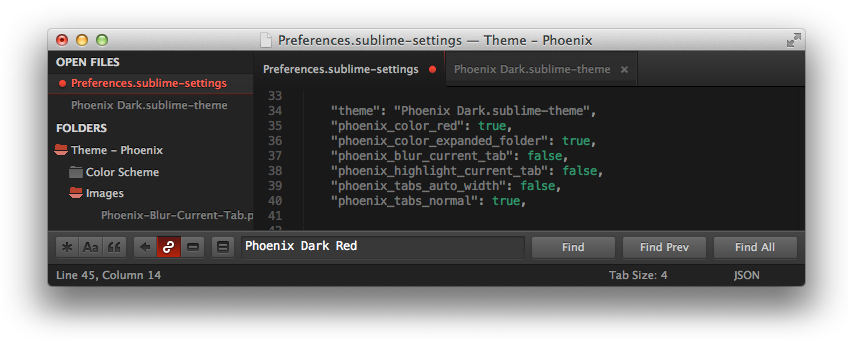 Preferences.sublime-settings — Theme - Phoenix
OPEN FILES
Preferences.sublime-settings
Phoenix Dark.sublime-theme
FOLDERS
Theme - Phoenix
Color Scheme
Images
Phoenix-Blur-Current-Tab.p
Preferences.sublime-settings
Phoenix Dark.sublime-theme ×
33
34 "theme": "Phoenix Dark.sublime-theme",
35 "phoenix_color_red": true,
36 "phoenix_color_expanded_folder": true,
37 "phoenix_blur_current_tab": false,
38 "phoenix_highlight_current_tab": false,
39 "phoenix_tabs_auto_width": false,
40 "phoenix_tabs_normal": true,
41
42
* Aa “ Phoenix Dark Red Find Find Prev Find All
Line 45, Column 14 Tab Size: 4 JSON